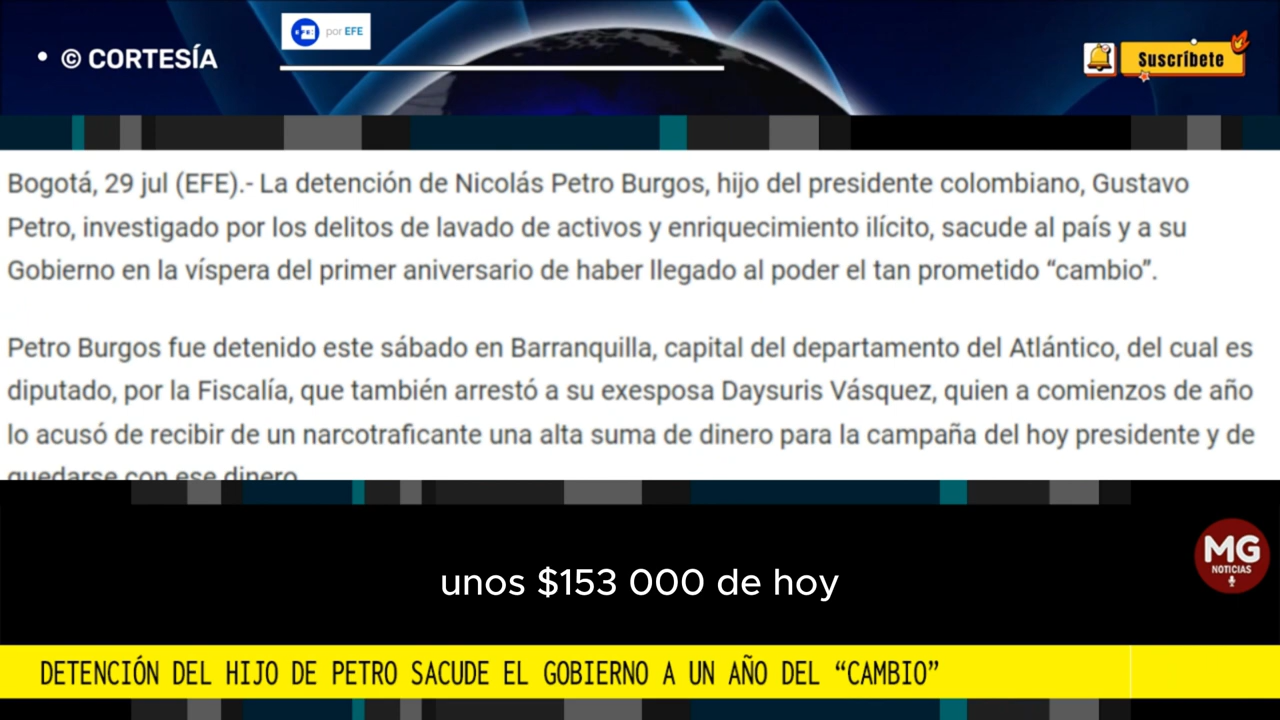 • © CORTESÍA
por EFE
Suscríbete
Bogotá, 29 jul (EFE).- La detención de Nicolás Petro Burgos, hijo del presidente colombiano, Gustavo
Petro, investigado por los delitos de lavado de activos y enriquecimiento ilícito, sacude al país y a su
Gobierno en la víspera del primer aniversario de haber llegado al poder el tan prometido “cambio”.
Petro Burgos fue detenido este sábado en Barranquilla, capital del departamento del Atlántico, del cual es
diputado, por la Fiscalía, que también arrestó a su exesposa Daysuris Vásquez, quien a comienzos de año
lo acusó de recibir de un narcotraficante una alta suma de dinero para la campaña del hoy presidente y de
quedarse con ese dinero
unos $153 000 de hoy
MG
NOTICIAS
DETENCIÓN DEL HIJO DE PETRO SACUDE EL GOBIERNO A UN AÑO DEL “CAMBIO”